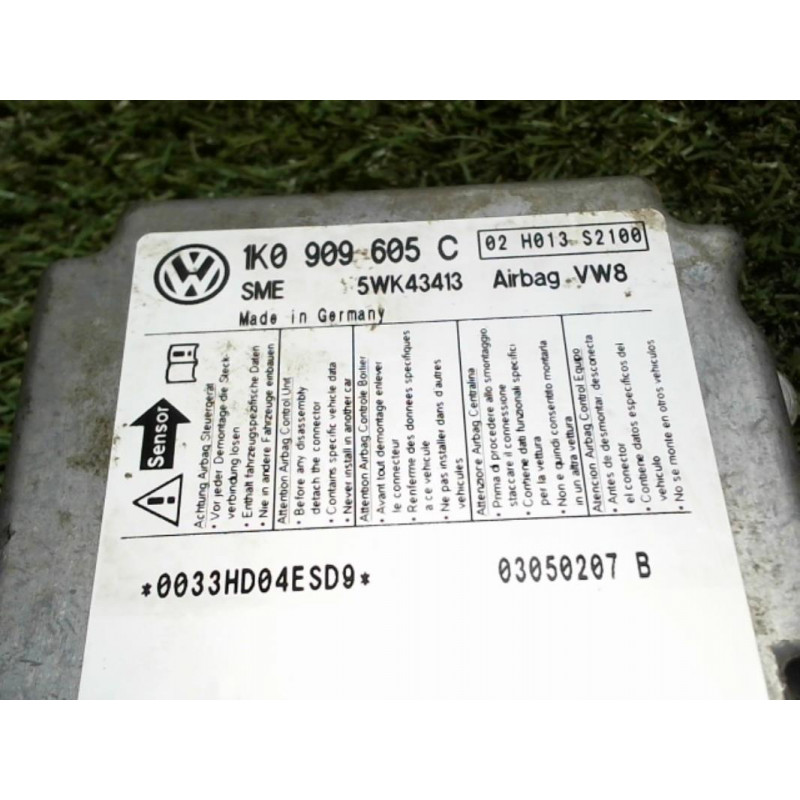 1K0 909 605 C
02 H013 S2100
SME 5WK43413 Airbag VW8
Made in Germany
Sensor
Achtung Airbag Steuergerät
• Vor jeder Demontage die Steck-
verbindung lösen
• Enthält fahrzeugspezifische Daten
• Nie in andere Fahrzeuge einbauen
Attention Airbag Control Unit
• Before any disassembly
detach the connector
• Contains specific vehicle data
• Never install in another car
Attention Airbag Controle Boitier
• Avant tout demontage enlever
le connecteur
• Renferme des donnees specifiques
a ce vehicule
• Ne pas installer dans d'autres
vehicules
Attenzione Airbag Centralina
• Prima di procedere allo smontaggio
staccare il connessione
• Contiene dati funzionali specifici
per la vettura
• Non e quindi consentito montarla
in un altra vettura
Atencion Airbag Control Equipo
• Antes de desmontar, desconecta
el conector
• Contiene datos especificos del
vehiculo
• No se monte en otros vehiculos
*0033HD04ESD9* 03050207 B